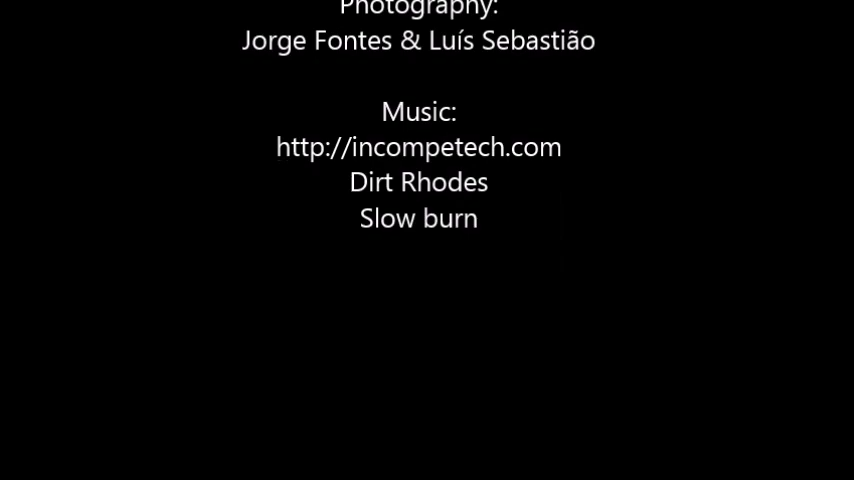 Photography:
Jorge Fontes & Luís Sebastião
Music:
http://incompetech.com
Dirt Rhodes
Slow burn